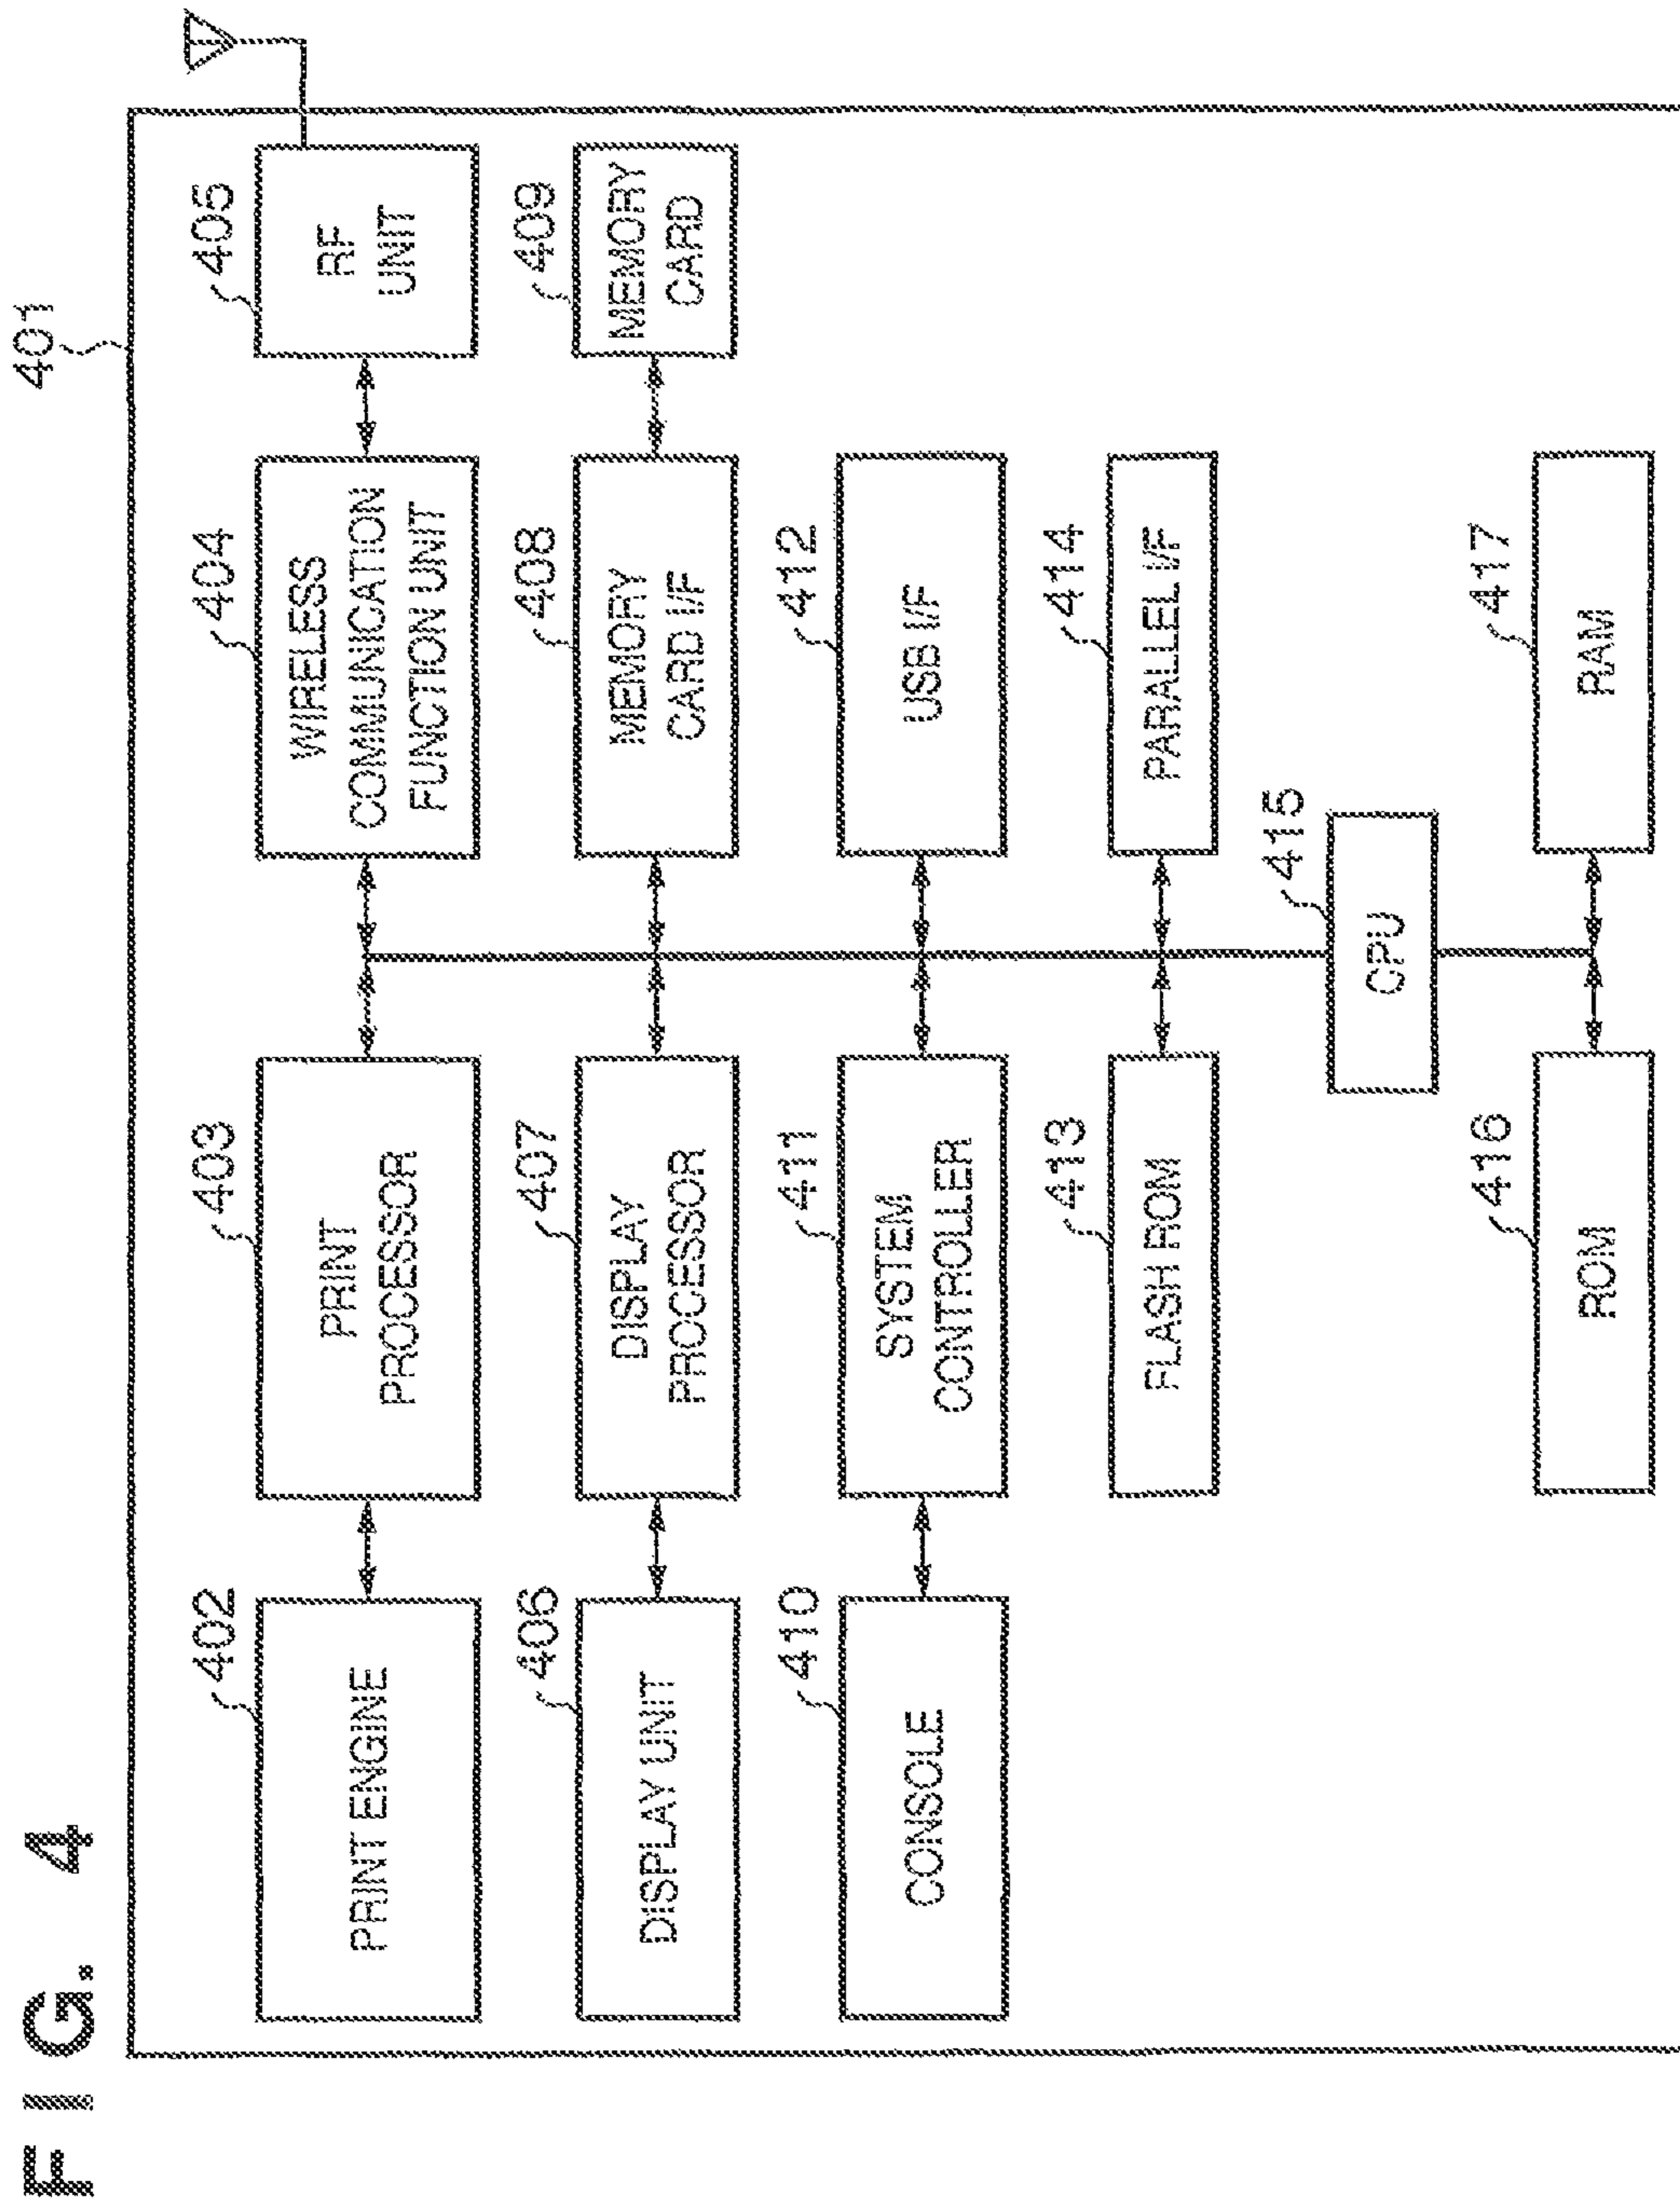 FIG. 4
401
402
PRINT ENGINE
403
PRINT
PROCESSOR
404
WIRELESS
COMMUNICATION
FUNCTION UNIT
405
RF
UNIT
406
DISPLAY UNIT
407
DISPLAY
PROCESSOR
408
MEMORY
CARD I/F
409
MEMORY
CARD
410
CONSOLE
411
SYSTEM
CONTROLLER
412
USB I/F
413
FLASH ROM
414
PARALLEL I/F
415
CPU
416
ROM
417
RAM